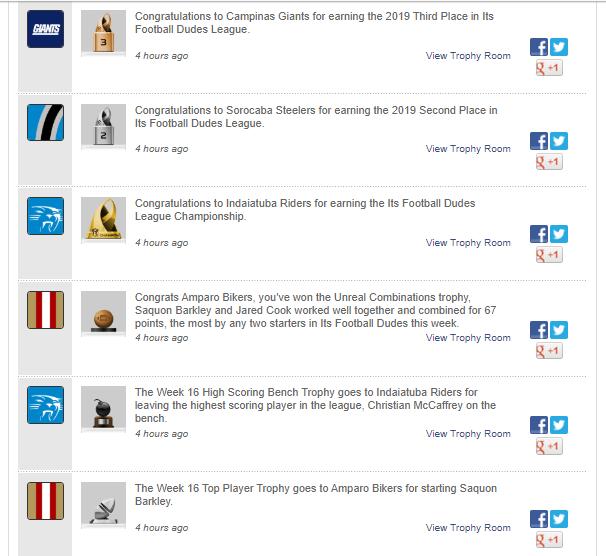 GIANTS
3
Congratulations to Campinas Giants for earning the 2019 Third Place in Its
Football Dudes League.
4 hours ago
View Trophy Room
f
g +1
2
Congratulations to Sorocaba Steelers for earning the 2019 Second Place in
Its Football Dudes League.
4 hours ago
View Trophy Room
f
g +1
Congratulations to Indaiatuba Riders for earning the Its Football Dudes
League Championship.
4 hours ago
View Trophy Room
f
g +1
Congrats Amparo Bikers, you've won the Unreal Combinations trophy,
Saquon Barkley and Jared Cook worked well together and combined for 67
points, the most by any two starters in Its Football Dudes this week.
4 hours ago
View Trophy Room
f
g +1
The Week 16 High Scoring Bench Trophy goes to Indaiatuba Riders for
leaving the highest scoring player in the league, Christian McCaffrey on the
bench.
4 hours ago
View Trophy Room
f
g +1
The Week 16 Top Player Trophy goes to Amparo Bikers for starting Saquon
Barkley.
4 hours ago
View Trophy Room
f
g +1